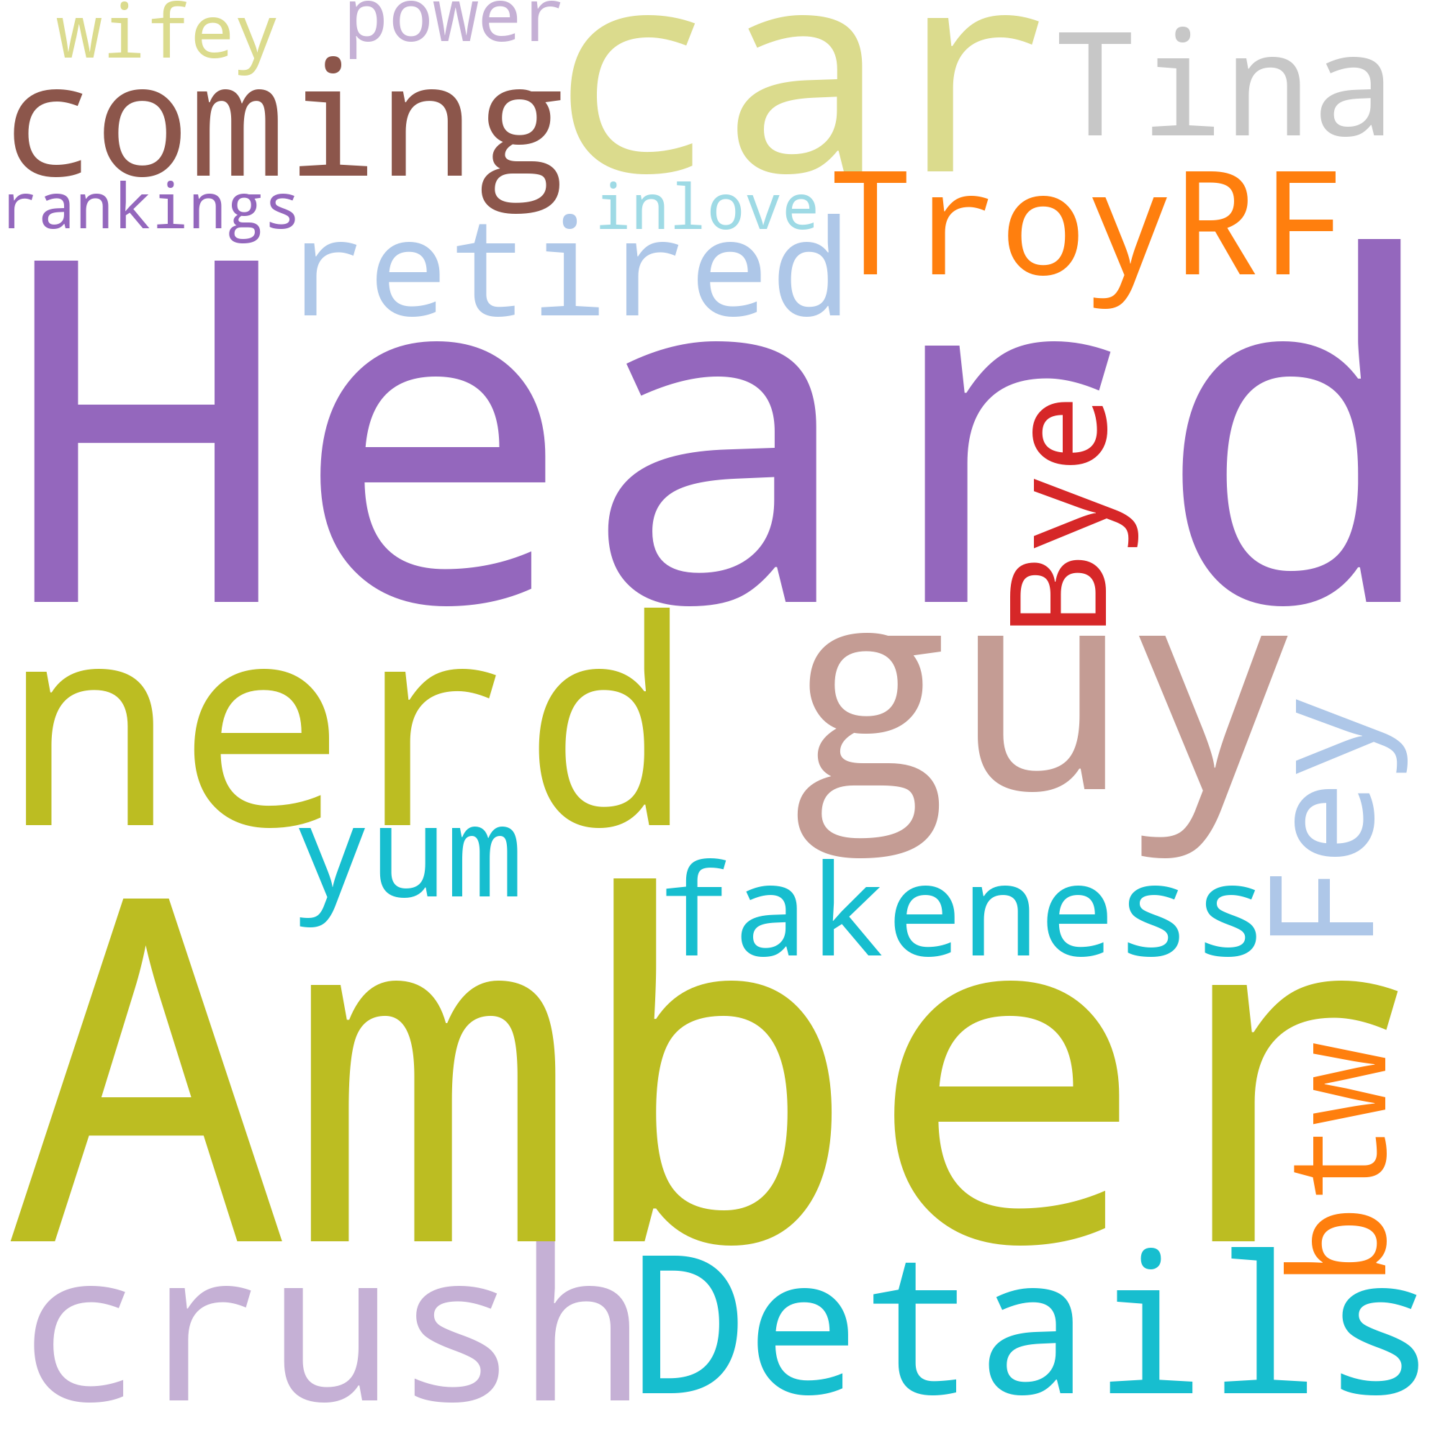 wifey power car Tina
coming
rankings inlove TroyRF
retired
Heard
Bye
nerd guy
Fey
yum fakeness
Amber
btw
crush Details